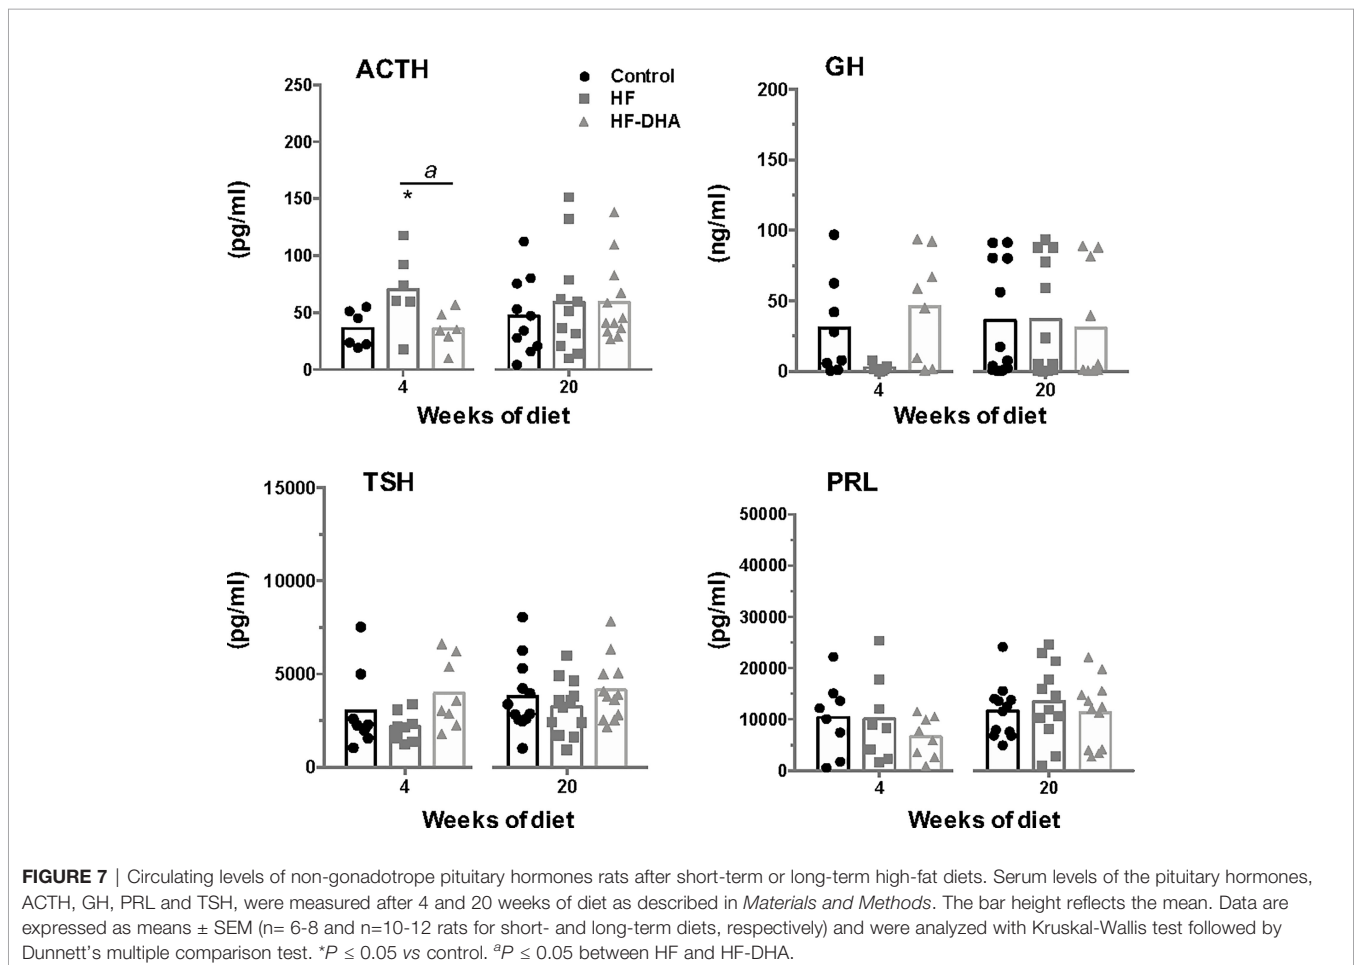 ACTH
Control
HF
HF-DHA
250
200
150
100
50
0
(pg/ml)
a
*
4
20
Weeks of diet
GH
200
150
100
50
0
(ng/ml)
4
20
Weeks of diet
TSH
15000
10000
5000
0
(pg/ml)
4
20
Weeks of diet
PRL
50000
40000
30000
20000
10000
0
(pg/ml)
4
20
Weeks of diet
FIGURE 7 | Circulating levels of non-gonadotrope pituitary hormones rats after short-term or long-term high-fat diets. Serum levels of the pituitary hormones,
ACTH, GH, PRL and TSH, were measured after 4 and 20 weeks of diet as described in Materials and Methods. The bar height reflects the mean. Data are
expressed as means ± SEM (n= 6-8 and n=10-12 rats for short- and long-term diets, respectively) and were analyzed with Kruskal-Wallis test followed by
Dunnett’s multiple comparison test. *P ≤ 0.05 vs control. aP ≤ 0.05 between HF and HF-DHA.